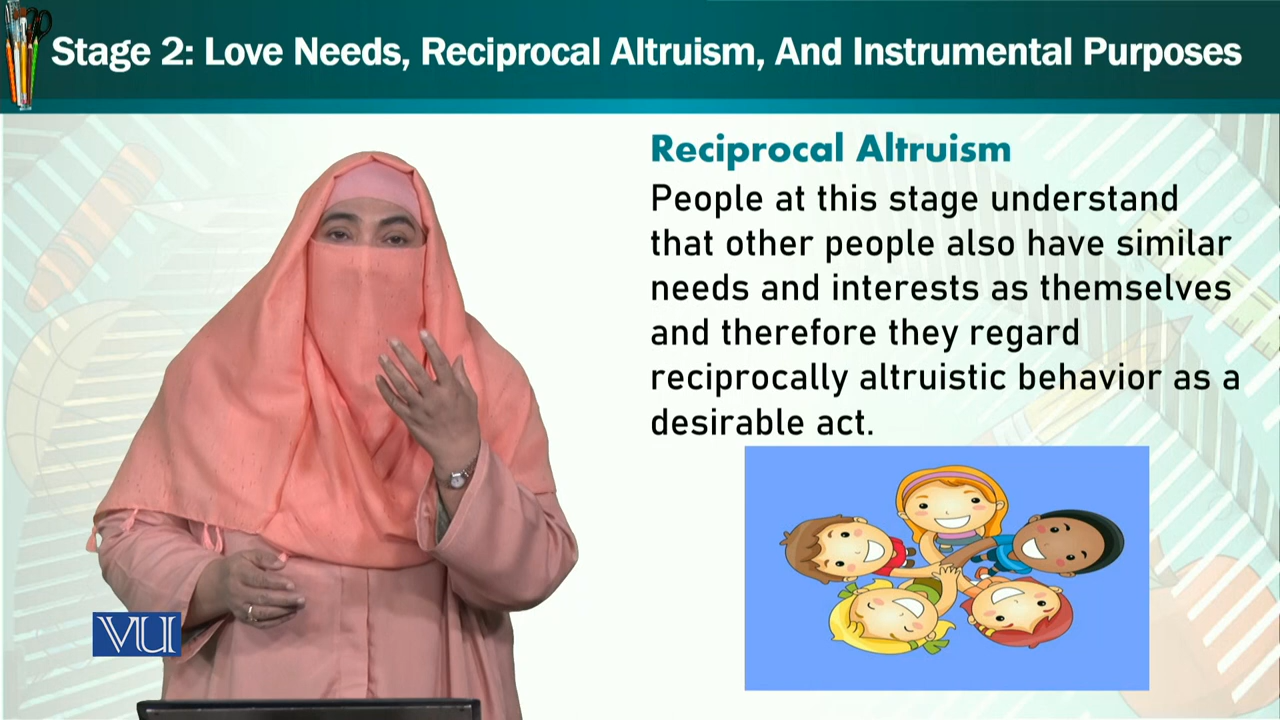 Stage 2: Love Needs, Reciprocal Altruism, And Instrumental Purposes
Reciprocal Altruism
People at this stage understand
that other people also have similar
needs and interests as themselves
and therefore they regard
reciprocally altruistic behavior as a
desirable act.
VU